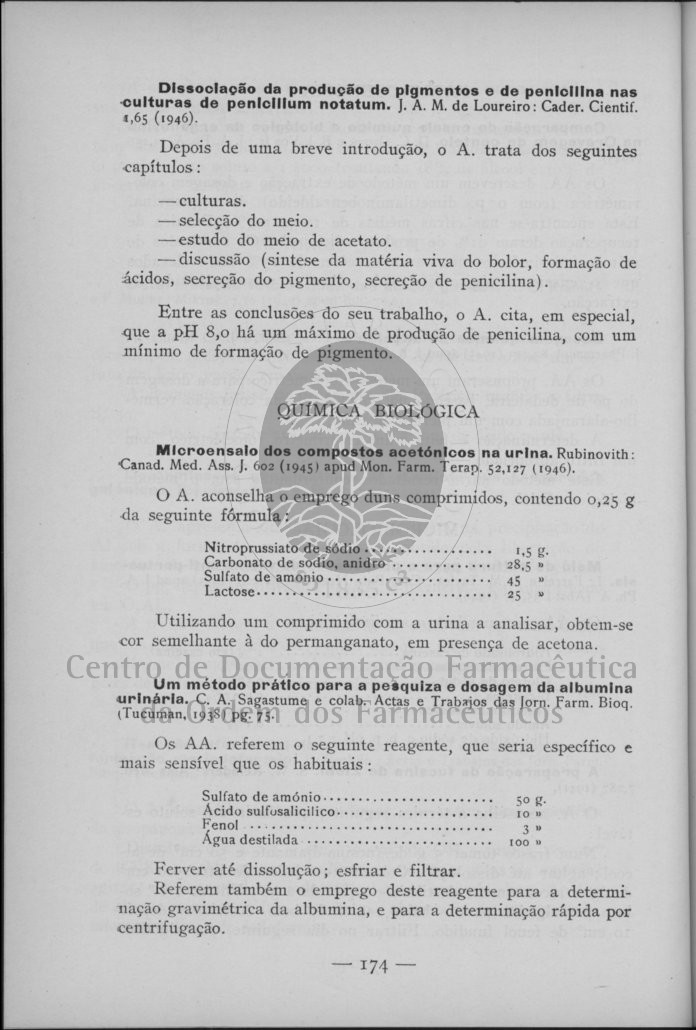 Dissociação da produção de pigmentos e de penicilina nas
culturas de penicillium notatum. J. A. M. de Loureiro: Cader. Cientif.
1,65 (1946).
Depois de uma breve introdução, o A. trata dos seguintes
capítulos:
— culturas.
— selecção do meio.
— estudo do meio de acetato.
— discussão (sintese da matéria viva do bolor, formação de
ácidos, secreção do pigmento, secreção de penicilina).
Entre as conclusões do seu trabalho, o A. cita, em especial,
que a pH 8,0 há um máximo de produção de penicilina, com um
mínimo de formação de pigmento.
QUÍMICA BIOLÓGICA
Microensaio dos compostos acetónicos na urina. Rubinovith:
Canad. Med. Ass. J. 602 (1945) apud Mon. Farm. Terap. 52,127 (1946).
O A. aconselha o emprego duns comprimidos, contendo 0,25 g
da seguinte fórmula:
Nitroprussiato de sódio .................. 1,5 g.
Carbonato de sodio, anidro .............. 28,5 »
Sulfato de amónio ...................... 45 »
Lactose ................................ 25 »
Utilizando um comprimido com a urina a analisar, obtem-se
cor semelhante à do permanganato, em presença de acetona.
Centro de Documentação Farmacêutica
Um método prático para a pesquiza e dosagem da albumina
urinária. C. A. Sagastume e colab. Actas e Trabajos das Jorn. Farm. Bioq.
da Ordem dos Farmacêuticos
(Tucuman, 1938) pg. 75.
Os AA. referem o seguinte reagente, que seria específico e
mais sensível que os habituais:
Sulfato de amónio ........................ 50 g.
Ácido sulfosalicilico ...................... 10 »
Fenol .................................. 3 »
Água destilada .......................... 100 »
Ferver até dissolução; esfriar e filtrar.
Referem também o emprego deste reagente para a determi-
nação gravimétrica da albumina, e para a determinação rápida por
centrifugação.
— 174 —